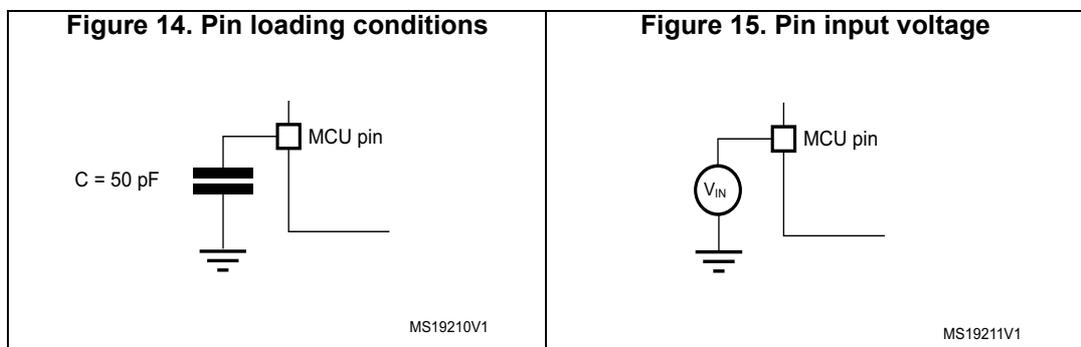 Figure 14. Pin loading conditions
Figure 15. Pin input voltage
MCU pin
C = 50 pF
MS19210V1
MCU pin
VIN
MS19211V1